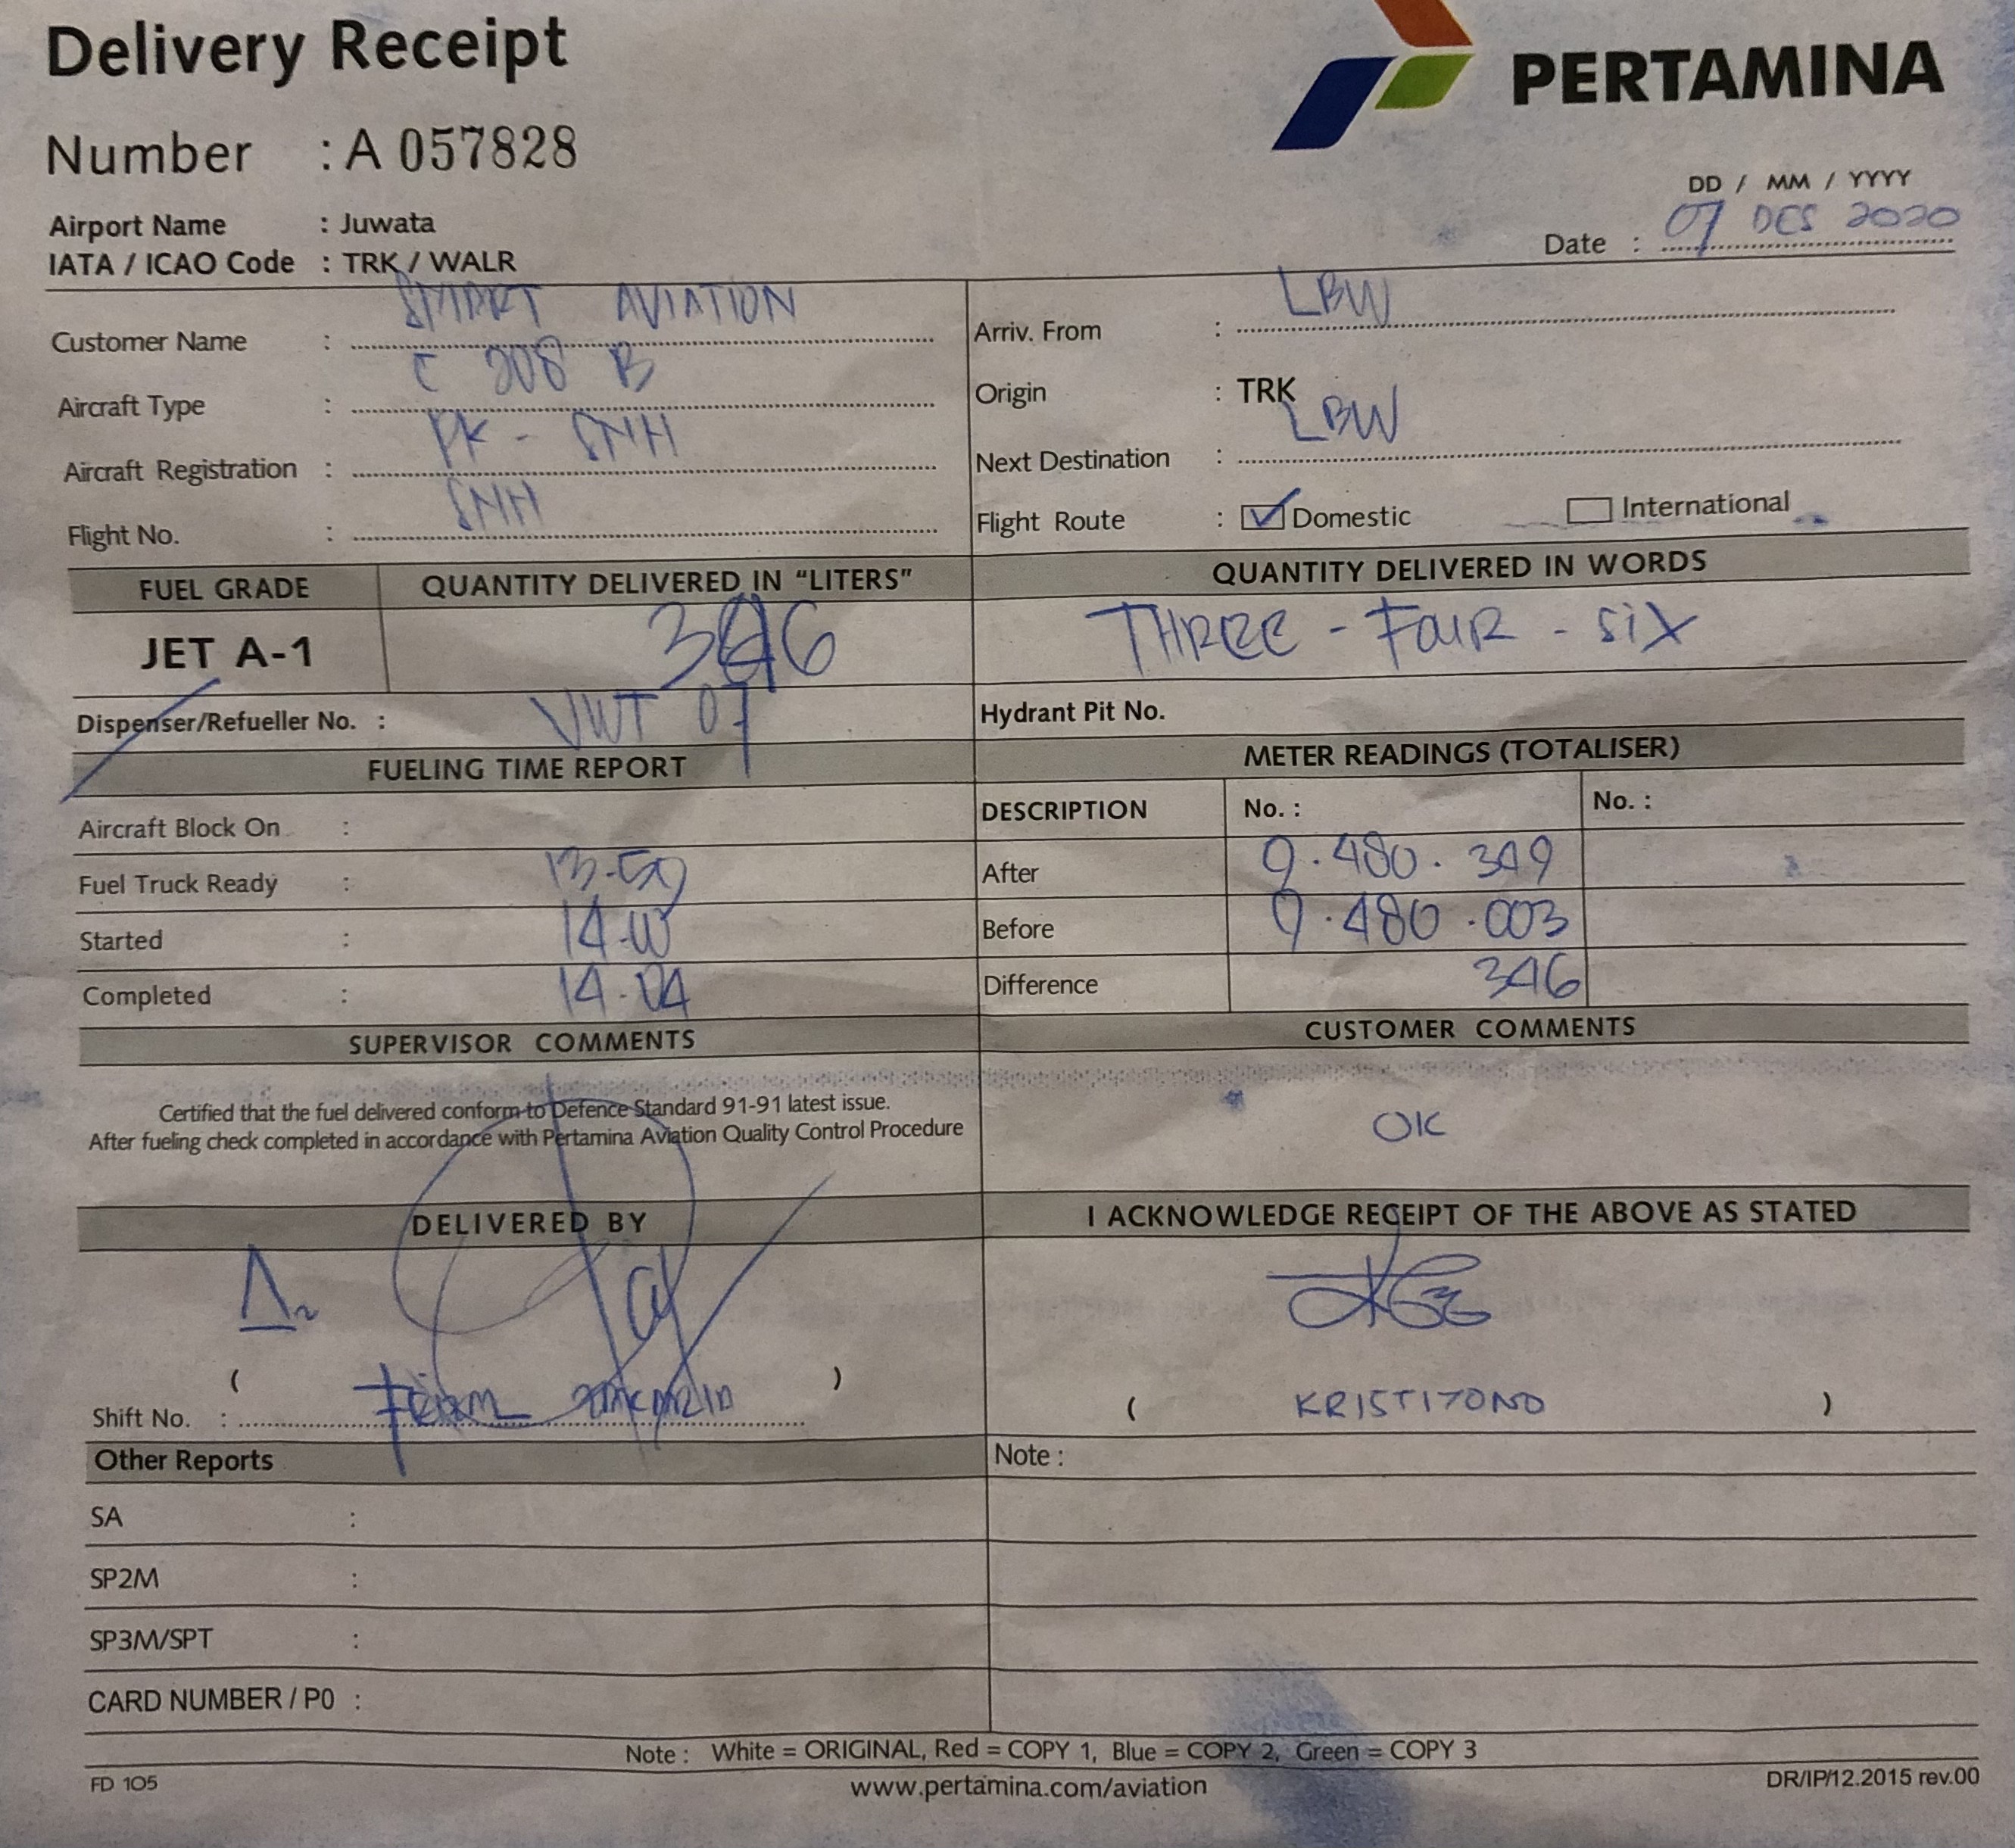 Delivery Receipt
PERTAMINA
Number : A 057828
DD / MM / YYYY
Airport Name : Juwata
Date : 07 DES 2020
IATA / ICAO Code : TRK / WALR
Customer Name : SMART AVIATION
Arriv. From : LBW
Aircraft Type : C 208 B
Origin : TRK
Aircraft Registration : PK - SNH
Next Destination : LBW
Flight No. : SNH
Flight Route : Domestic International
FUEL GRADE QUANTITY DELIVERED IN "LITERS" QUANTITY DELIVERED IN WORDS
JET A-1 346 THREE - FOUR - SIX
Dispenser/Refueller No. : VWT 07
Hydrant Pit No.
FUELING TIME REPORT METER READINGS (TOTALISER)
Aircraft Block On :
DESCRIPTION No. : No. :
Fuel Truck Ready : 13-59
After 9.480.349
Started : 14-00
Before 9.480.003
Completed : 14-04
Difference 346
SUPERVISOR COMMENTS CUSTOMER COMMENTS
Certified that the fuel delivered conform to Defence Standard 91-91 latest issue.
After fueling check completed in accordance with Pertamina Aviation Quality Control Procedure
OK
DELIVERED BY I ACKNOWLEDGE RECEIPT OF THE ABOVE AS STATED
( )
Shift No. :
( KRISTIYONO )
Other Reports Note :
SA :
SP2M :
SP3M/SPT :
CARD NUMBER / P0 :
Note : White = ORIGINAL, Red = COPY 1, Blue = COPY 2, Green = COPY 3
FD 105 www.pertamina.com/aviation DR/IP/12.2015 rev.00